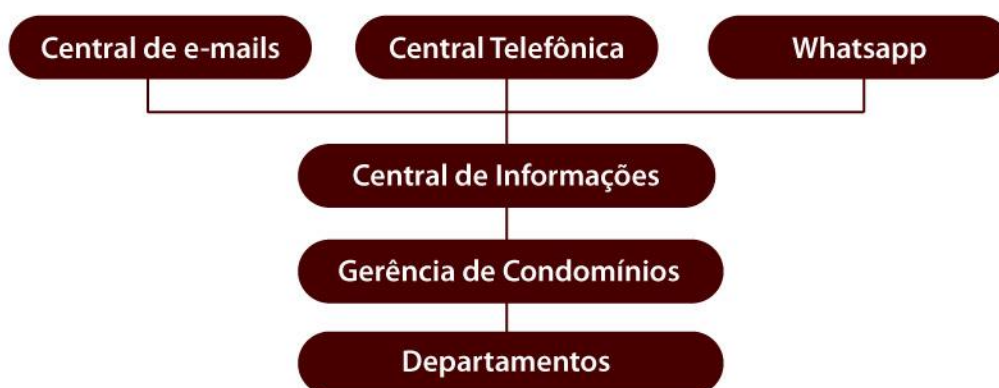 Central de e-mails
Central Telefônica
Whatsapp
Central de Informações
Gerência de Condomínios
Departamentos